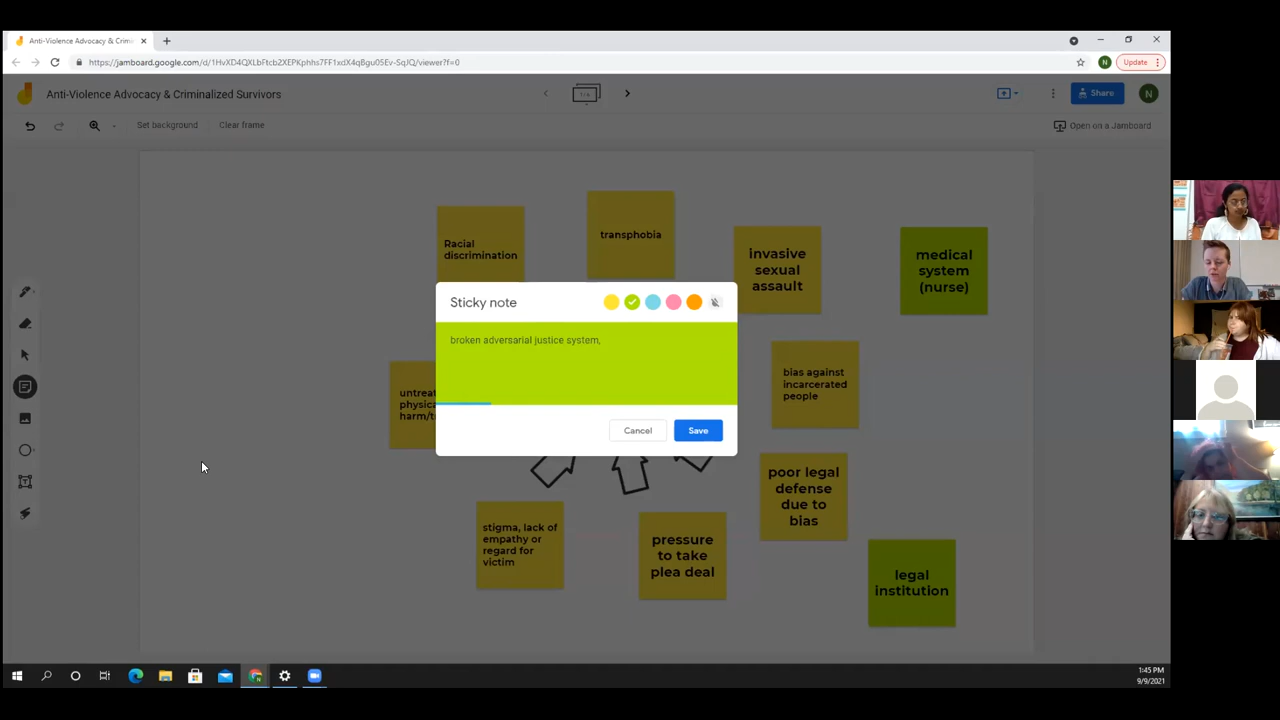 Anti-Violence Advocacy & Crimi
https://jamboard.google.com/d/1HvXD4QXLbFtcb2XEPKphhs7FF1xdX4qBgu05Ev-SqJQ/viewer?f=0
N
Update
Anti-Violence Advocacy & Criminalized Survivors
Share
N
Set background
Clear frame
Open on a Jamboard
Racial
discrimination
transphobia
invasive
sexual
assault
medical
system
(nurse)
Sticky note
broken adversarial justice system,
Cancel
Save
untreat
physica
harm/t
bias against
incarcerated
people
poor legal
defense
due to
bias
stigma, lack of
empathy or
regard for
victim
pressure
to take
plea deal
legal
institution
1:45 PM
9/9/2021